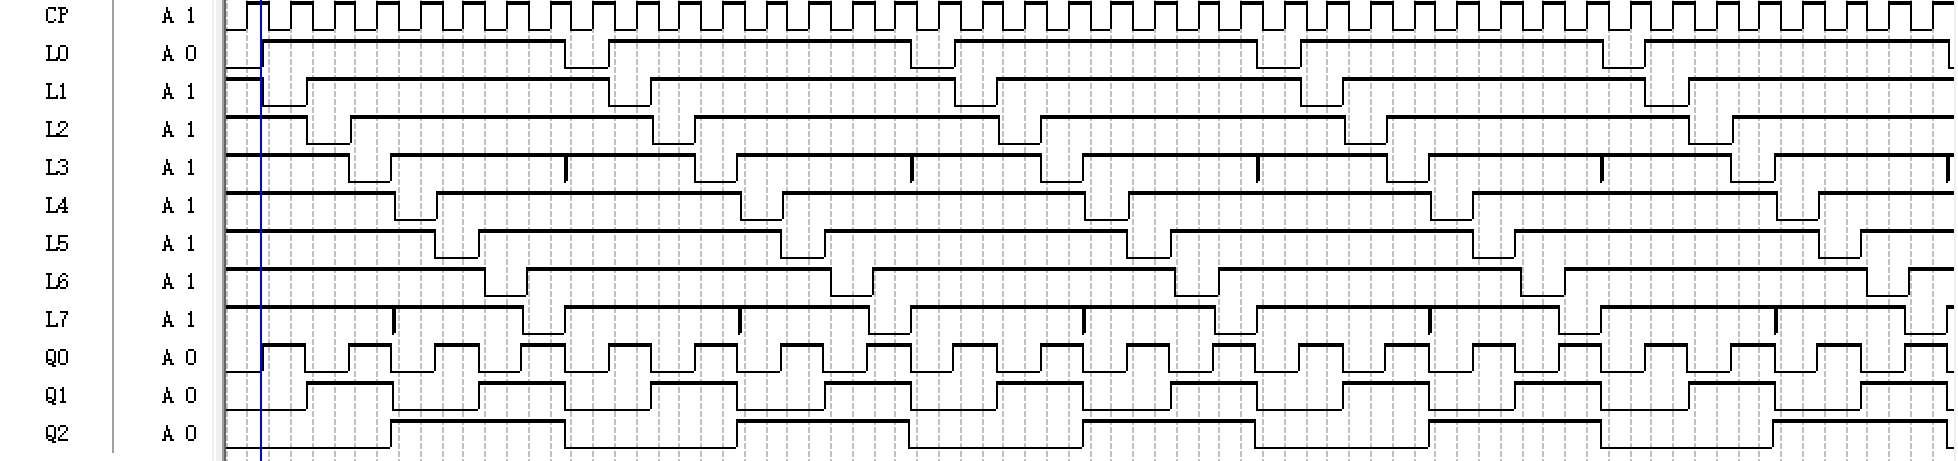 CP A 1
L0 A 0
L1 A 1
L2 A 1
L3 A 1
L4 A 1
L5 A 1
L6 A 1
L7 A 1
Q0 A 0
Q1 A 0
Q2 A 0